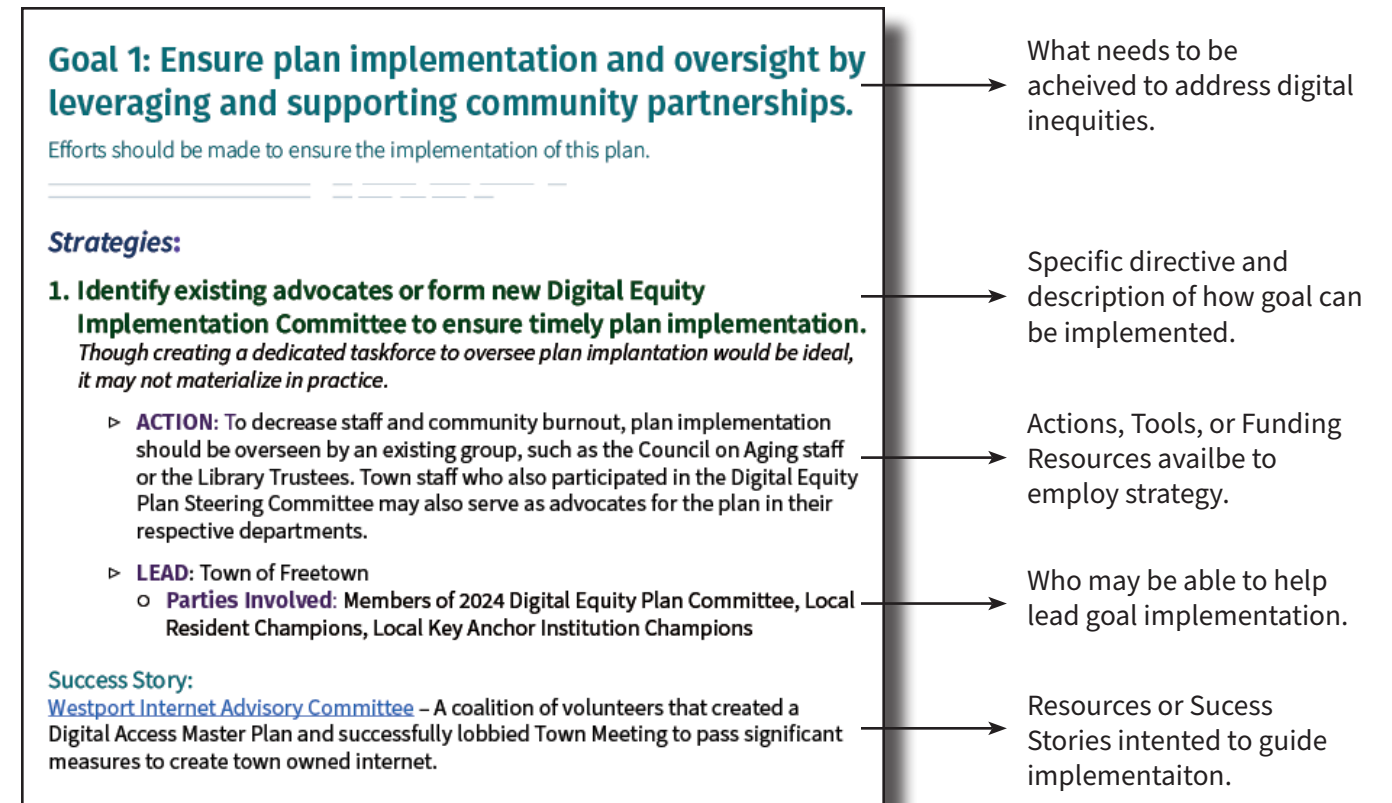 Goal 1: Ensure plan implementation and oversight by
leveraging and supporting community partnerships.
Efforts should be made to ensure the implementation of this plan.
Strategies:
1. Identify existing advocates or form new Digital Equity
Implementation Committee to ensure timely plan implementation.
Though creating a dedicated taskforce to oversee plan implantation would be ideal,
it may not materialize in practice.
▹ ACTION: To decrease staff and community burnout, plan implementation
should be overseen by an existing group, such as the Council on Aging staff
or the Library Trustees. Town staff who also participated in the Digital Equity
Plan Steering Committee may also serve as advocates for the plan in their
respective departments.
▹ LEAD: Town of Freetown
o Parties Involved: Members of 2024 Digital Equity Plan Committee, Local
Resident Champions, Local Key Anchor Institution Champions
Success Story:
Westport Internet Advisory Committee – A coalition of volunteers that created a
Digital Access Master Plan and successfully lobbied Town Meeting to pass significant
measures to create town owned internet.
What needs to be
acheived to address digital
inequities.
Specific directive and
description of how goal can
be implemented.
Actions, Tools, or Funding
Resources availbe to
employ strategy.
Who may be able to help
lead goal implementation.
Resources or Sucess
Stories intented to guide
implementaiton.